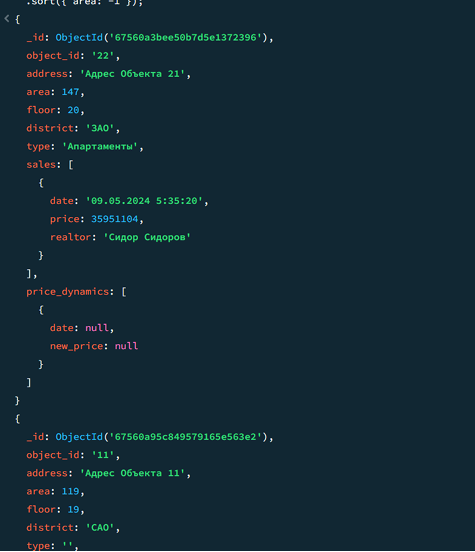 .sort({ area: -1 });
{
_id: ObjectId('67560a3bee50b7d5e1372396'),
object_id: '22',
address: 'Адрес Объекта 21',
area: 147,
floor: 20,
district: 'ЗАО',
type: 'Апартаменты',
sales: [
{
date: '09.05.2024 5:35:20',
price: 35951104,
realtor: 'Сидор Сидоров'
}
],
price_dynamics: [
{
date: null,
new_price: null
}
]
}
{
_id: ObjectId('67560a95c849579165e563e2'),
object_id: '11',
address: 'Адрес Объекта 11',
area: 119,
floor: 19,
district: 'САО',
type: '',